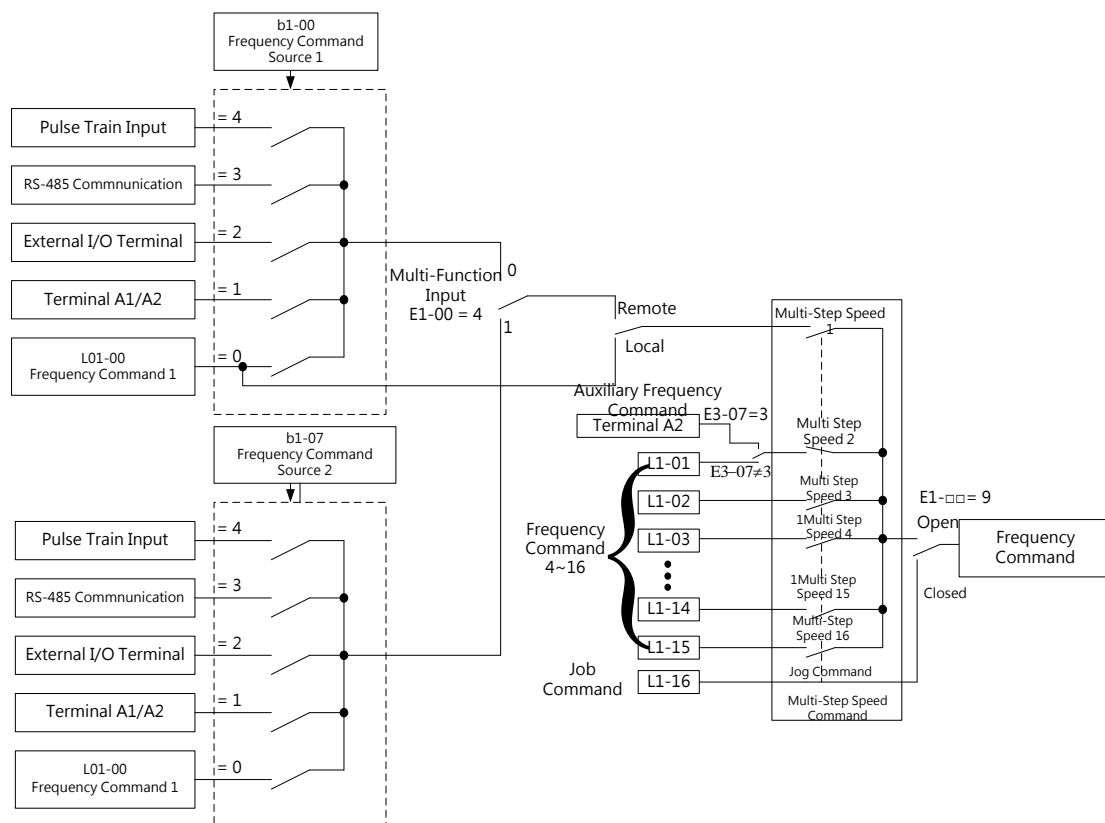 b1-00
Frequency Command
Source 1
= 4
Pulse Train Input
= 3
RS-485 Commnunication
= 2
External I/O Terminal
= 1
Terminal A1/A2
= 0
L01-00
Frequency Command 1
Multi-Function
Input
E1-00 = 4
0
1
Remote
Local
Multi-Step Speed
1
Auxiliary Frequency
Command
Terminal A2
E3-07=3
E3-07≠3
Multi Step
Speed 2
L1-01
Multi Step
Speed 3
L1-02
1Multi Step
Speed 4
L1-03
Frequency
Command
4~16
1Multi Step
Speed 15
L1-14
Multi-Step
Speed 16
L1-15
Job
Command
L1-16
Jog Command
Multi-Step Speed
Command
E1-□□= 9
Open
Closed
Frequency
Command
b1-07
Frequency Command
Source 2
= 4
Pulse Train Input
= 3
RS-485 Commnunication
= 2
External I/O Terminal
= 1
Terminal A1/A2
= 0
L01-00
Frequency Command 1